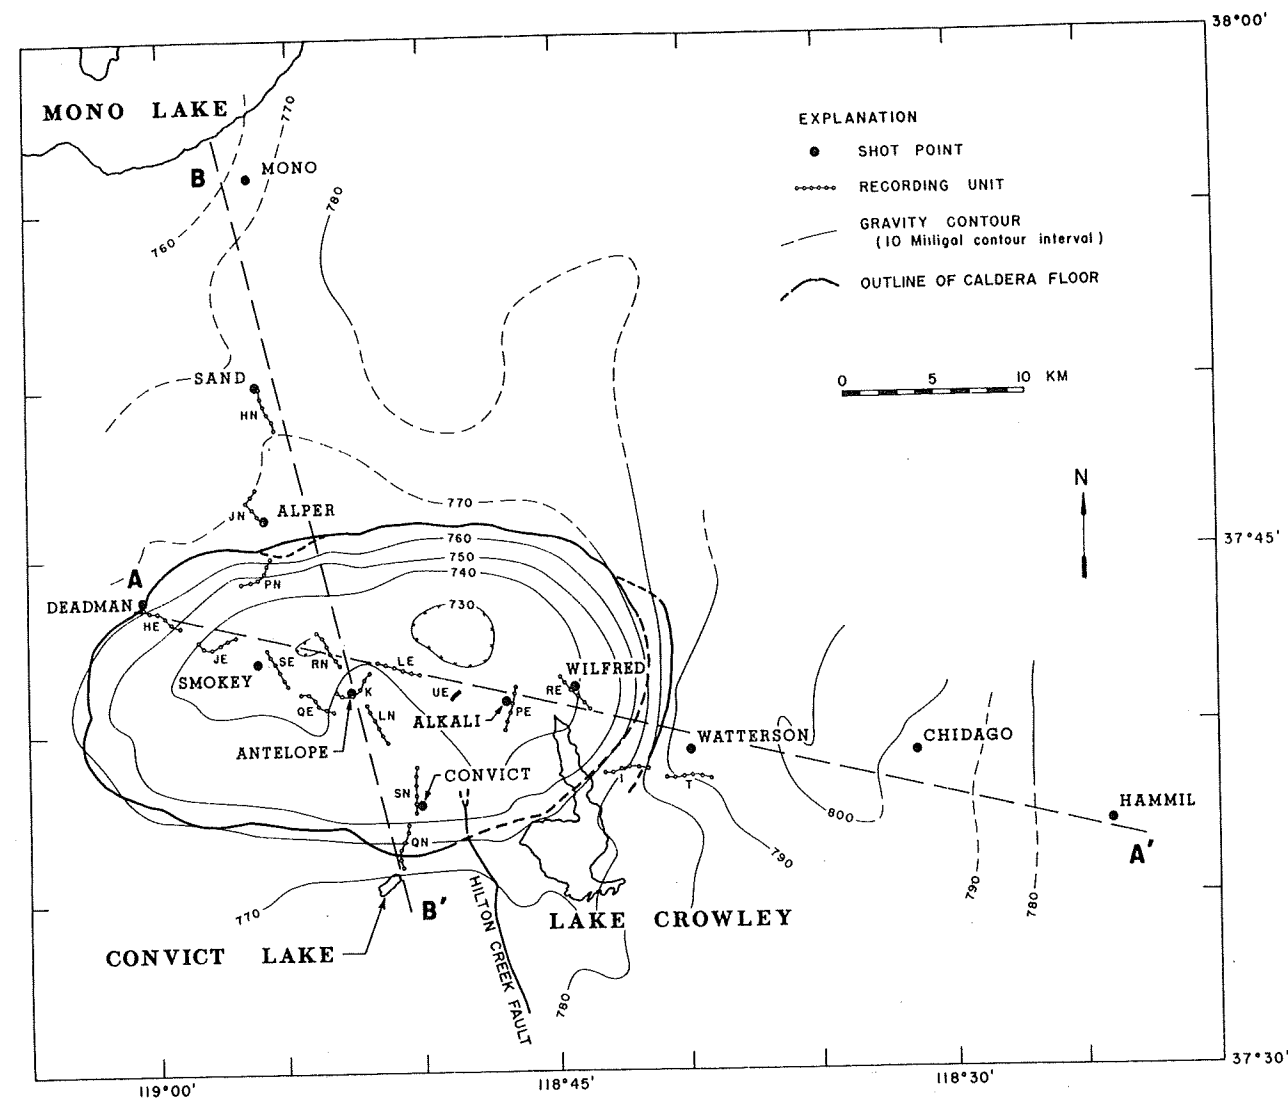 38°00'
MONO LAKE
770
EXPLANATION
SHOT POINT
B
MONO
RECORDING UNIT
780
GRAVITY CONTOUR
(10 Milligal contour interval)
760
OUTLINE OF CALDERA FLOOR
SAND
0 5 10 KM
HN
N
770
JN
ALPER
37°45'
760
750
740
A
PN
DEADMAN
730
HE
JE
SE
RN
LE
WILFRED
SMOKEY
K
UE
RE
QE
LN
ALKALI
PE
WATTERSON
CHIDAGO
ANTELOPE
CONVICT
I
T
SN
HAMMIL
800
QN
790
A'
790
780
770
B'
HILTON CREEK FAULT
LAKE CROWLEY
CONVICT LAKE
780
37°30'
119°00'
118°45'
118°30'